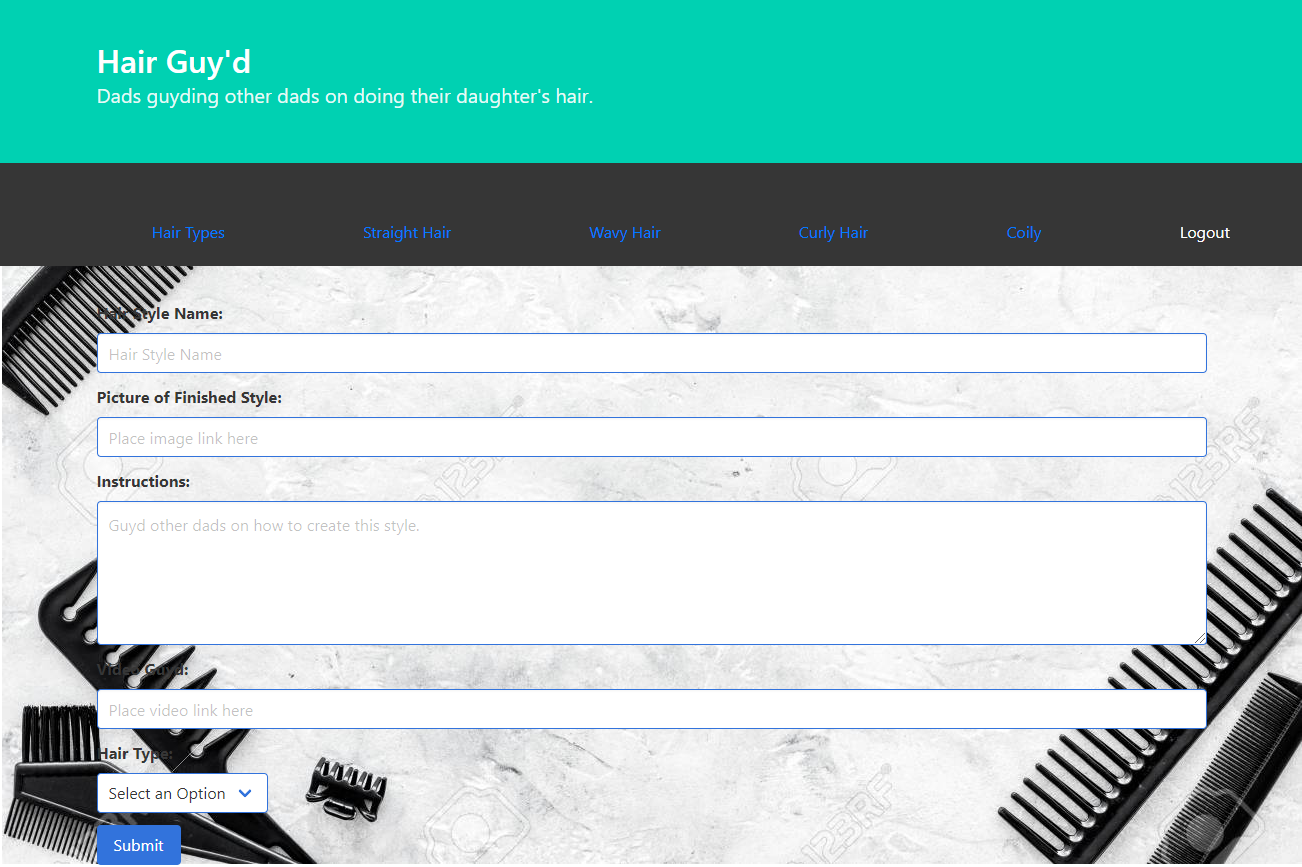 Hair Guy'd
Dads guyding other dads on doing their daughter's hair.
Hair Types Straight Hair Wavy Hair Curly Hair Coily Logout
Hair Style Name:
Hair Style Name
Picture of Finished Style:
Place image link here
Instructions:
Guyd other dads on how to create this style.
Video Guyd:
Place video link here
Hair Type:
Select an Option
Submit
123RF
123RF
123RF